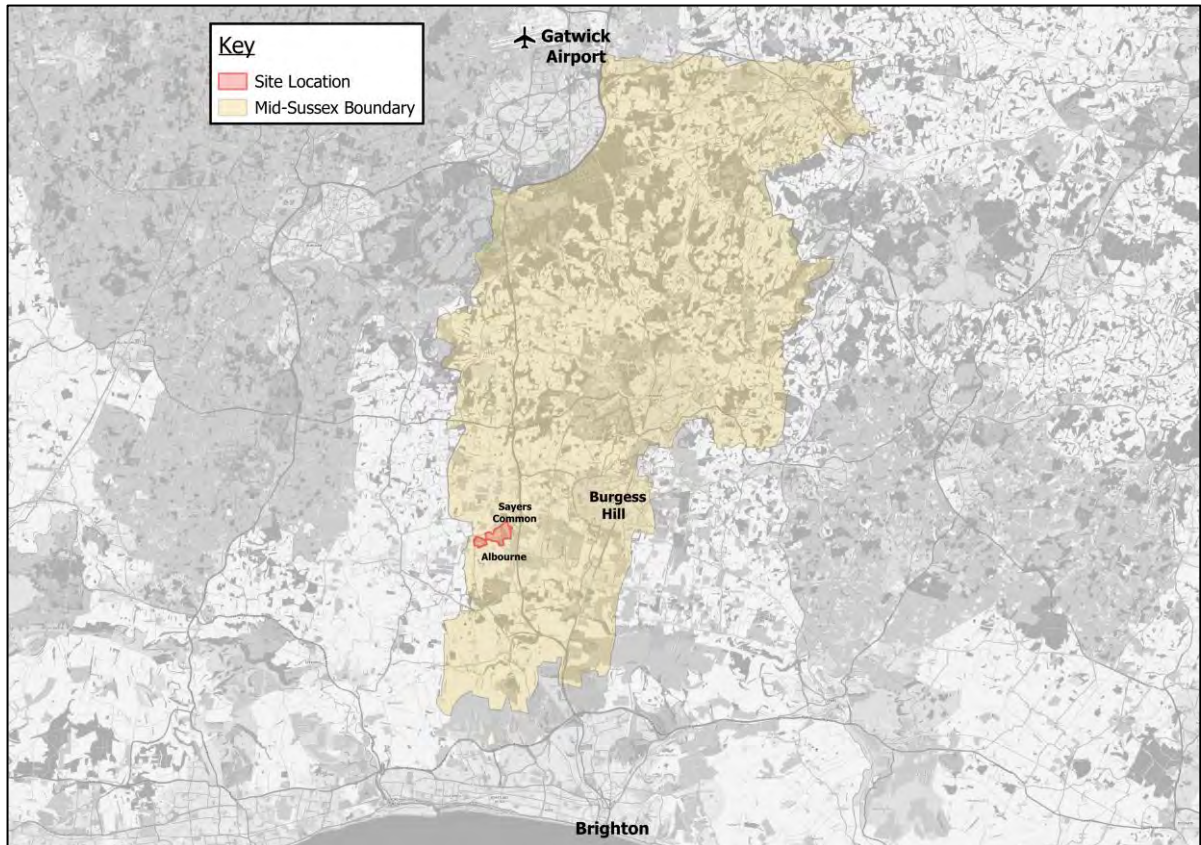 Key
Site Location
Mid-Sussex Boundary
Gatwick
Airport
Sayers
Common
Albourne
Burgess
Hill
Brighton